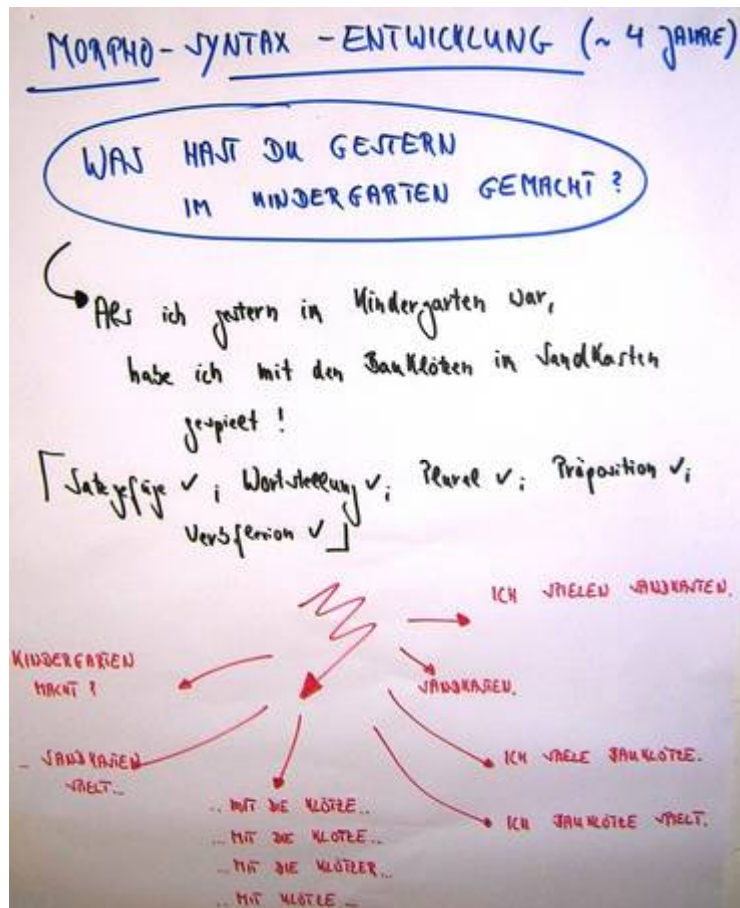 MORPHO-SYNTAX-ENTWICKLUNG (~ 4 JAHRE)
WAS HAST DU GESTERN
IM KINDERGARTEN GEMACHT?
Als ich gestern in Kindergarten war,
habe ich mit den Bauklötzen in Sandkasten
gespielt!
[Satzgefüge ✓; Wortstellung ✓; Plural ✓; Präposition ✓;
Verbflexion ✓]
ICH SPIELEN SANDKASTEN.
KINDERGARTEN
MACHT?
SANDKASTEN.
.. SANDKASTEN
SPIELT..
ICH SPIELE BAUKLÖTZE.
.. MIT DIE KLÖTZE..
ICH BAUKLÖTZE SPIELT.
... MIT DIE KLOTZE..
... MIT DIE KLÖTZER...
.. MIT KLÖTZE ...